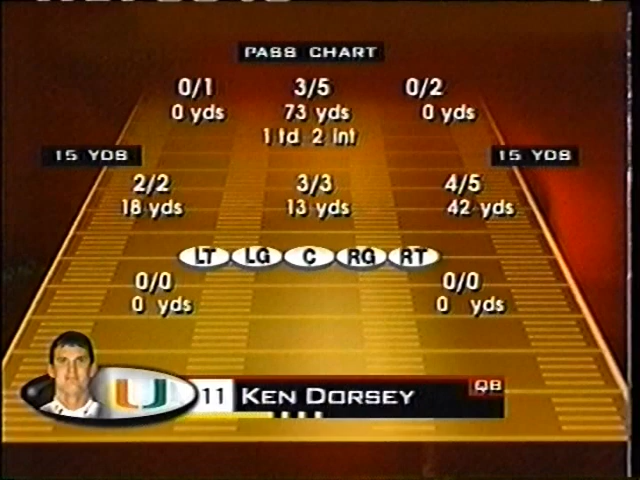 PASS CHART
0/1 3/5 0/2
0 yds 73 yds 0 yds
1 td 2 int
15 YDS 15 YDS
2/2 3/3 4/5
18 yds 13 yds 42 yds
LT LG C RG RT
0/0 0/0
0 yds 0 yds
U 11 KEN DORSEY QB